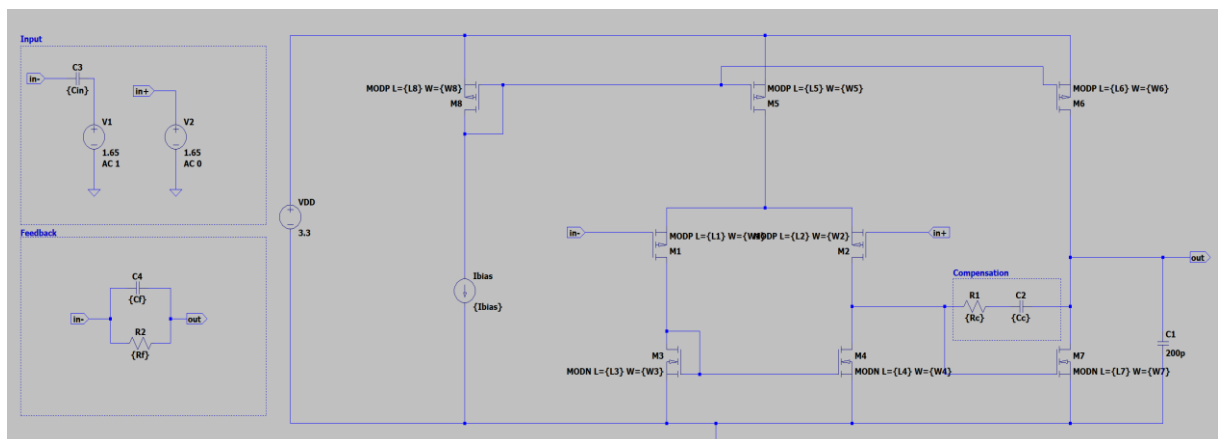 Input
C3
in-
{Cin}
in+
V1
V2
1.65
AC 1
1.65
AC 0
Feedback
C4
{Cf}
in-
out
R2
{Rf}
VDD
3.3
MODP L={L8} W={W8}
M8
MODP L={L5} W={W5}
M5
MODP L={L6} W={W6}
M6
Ibias
{Ibias}
in-
MODP L={L1} W=
M1
MODP L={L2} W={W2}
M2
in+
Compensation
R1
C2
{Rc}
{Cc}
out
C1
200p
M3
MODN L={L3} W={W3}
M4
MODN L={L4} W={W4}
M7
MODN L={L7} W={W7}